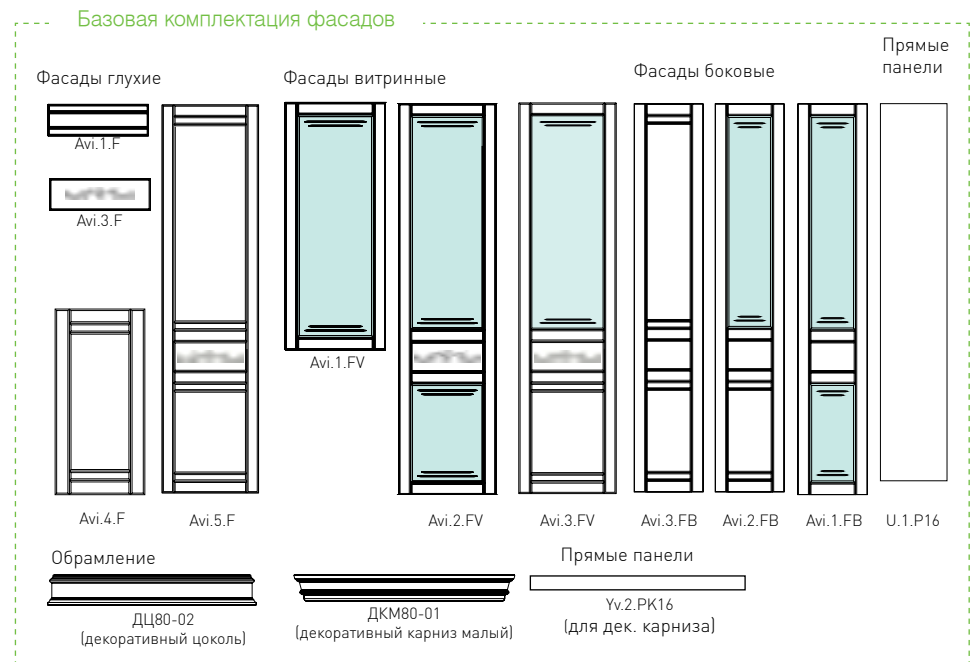 Базовая комплектация фасадов
Фасады глухие
Фасады витринные
Фасады боковые
Прямые
панели
Avi.1.F
Avi.3.F
Avi.1.FV
Avi.4.F
Avi.5.F
Avi.2.FV
Avi.3.FV
Avi.3.FB
Avi.2.FB
Avi.1.FB
U.1.P16
Обрамление
Прямые панели
ДЦ80-02
(декоративный цоколь)
ДКМ80-01
(декоративный карниз малый)
Yv.2.PK16
(для дек. карниза)